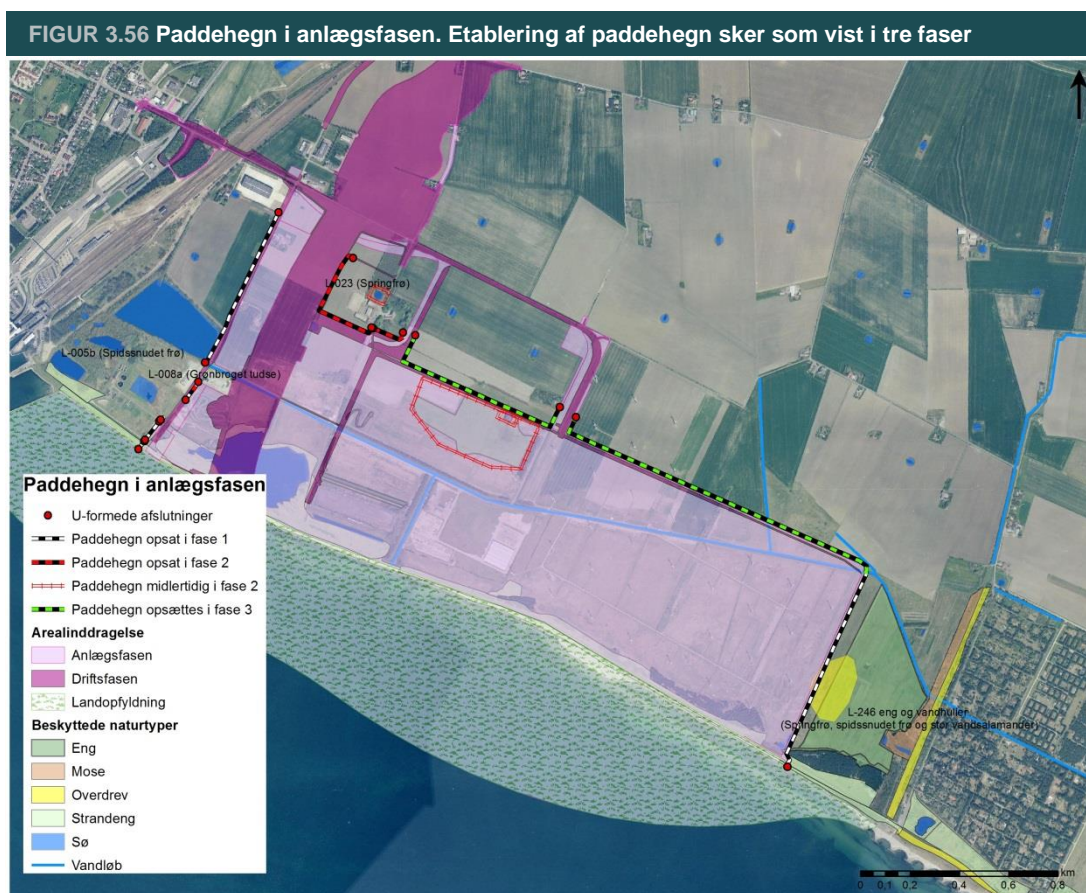 FIGUR 3.56 Paddehegn i anlægsfasen. Etablering af paddehegn sker som vist i tre faser
L-023 (Springfrø)
L-005b (Spidssnudet frø)
L-008a (Grønbroget tudse)
L-246 eng og vandhuller
(Springfrø, spidssnudet frø og stor vandsalamander)
Paddehegn i anlægsfasen
U-formede afslutninger
Paddehegn opsat i fase 1
Paddehegn opsat i fase 2
Paddehegn midlertidig i fase 2
Paddehegn opsættes i fase 3
Arealinddragelse
Anlægsfasen
Driftsfasen
Landopfyldning
Beskyttede naturtyper
Eng
Mose
Overdrev
Strandeng
Sø
Vandløb
km
0 0,1 0,2 0,4 0,6 0,8